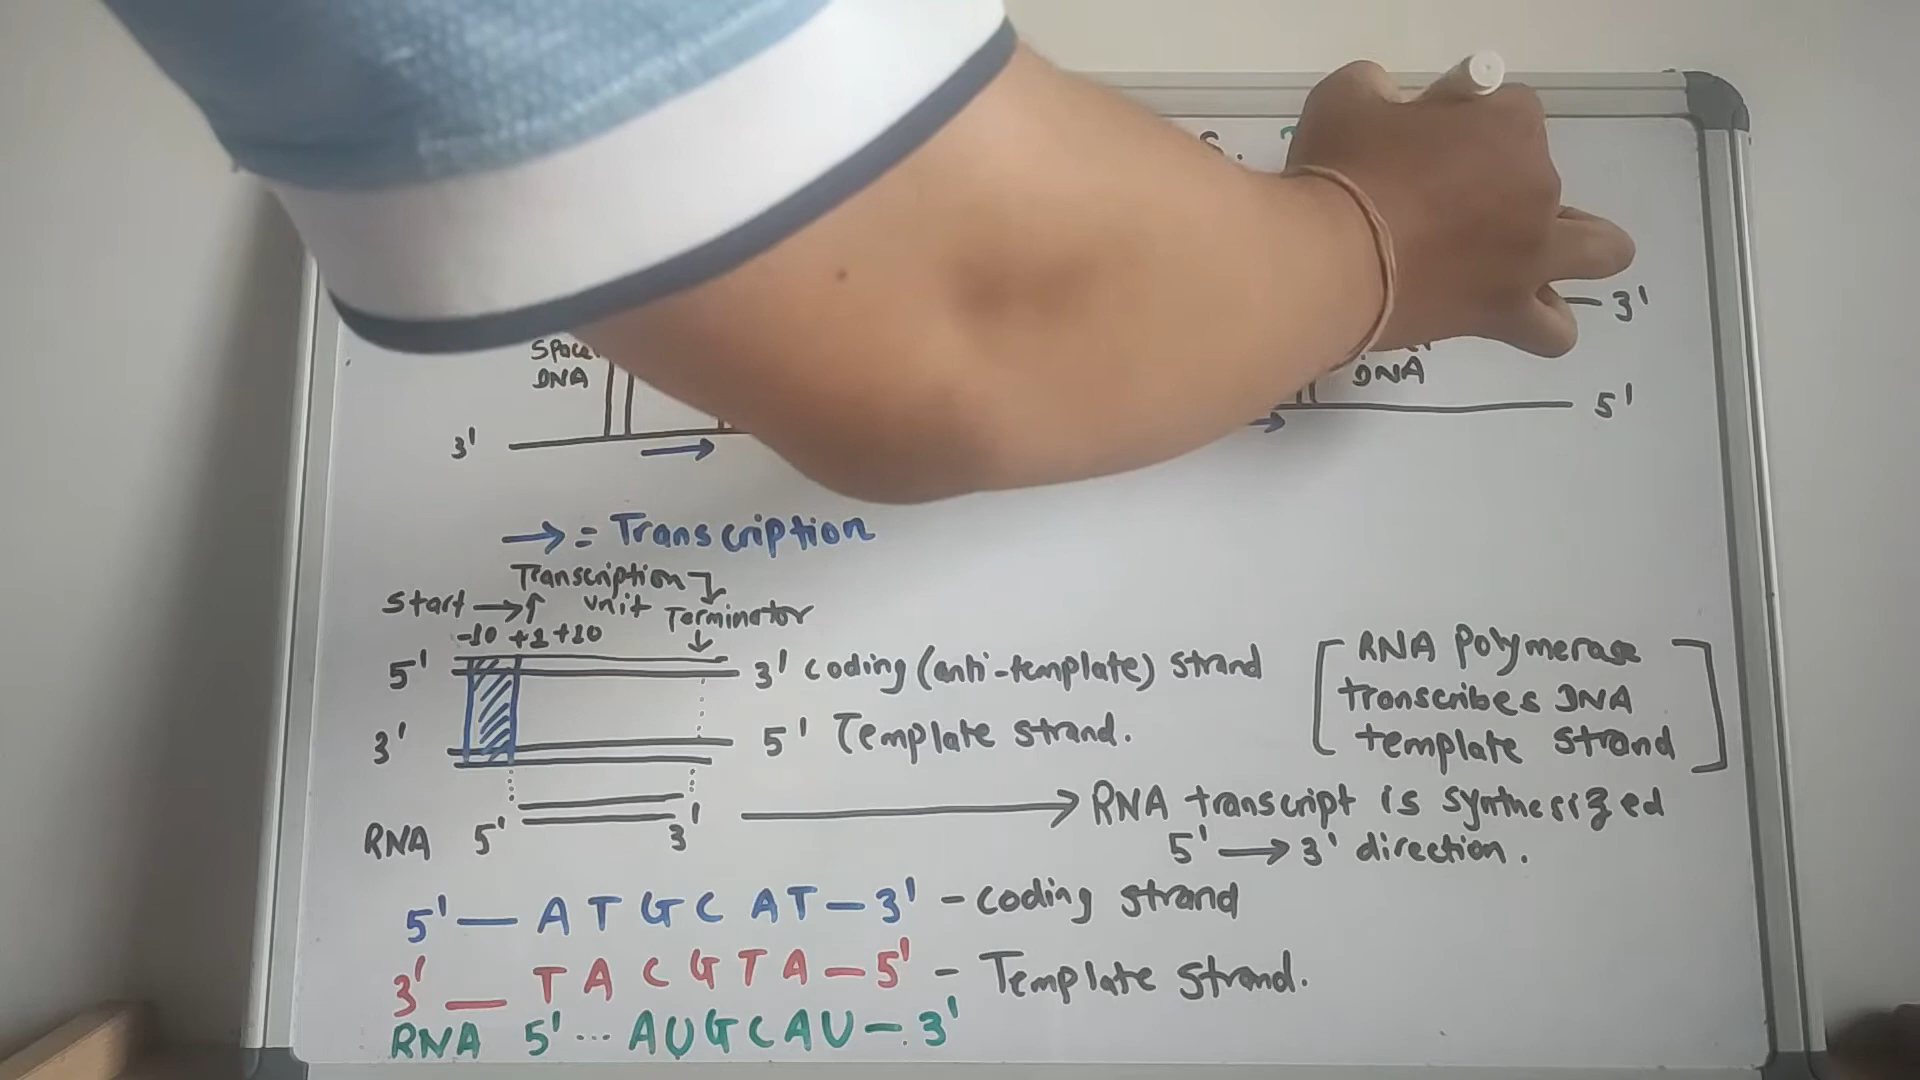 S.
3'
Space
DNA
DNA
5'
3'
→ = Transcription
Transcription
unit
Start →
Terminator
-10 +1 +10
5'
3' Coding (anti-template) strand
3'
5' Template strand.
RNA Polymerase
transcribes DNA
template strand
RNA 5' 3'
RNA transcript is synthesized
5' → 3' direction.
5' — A T G C A T — 3' - coding strand
3' — T A C G T A — 5' - Template strand.
RNA 5' ... A U G C A U — 3'